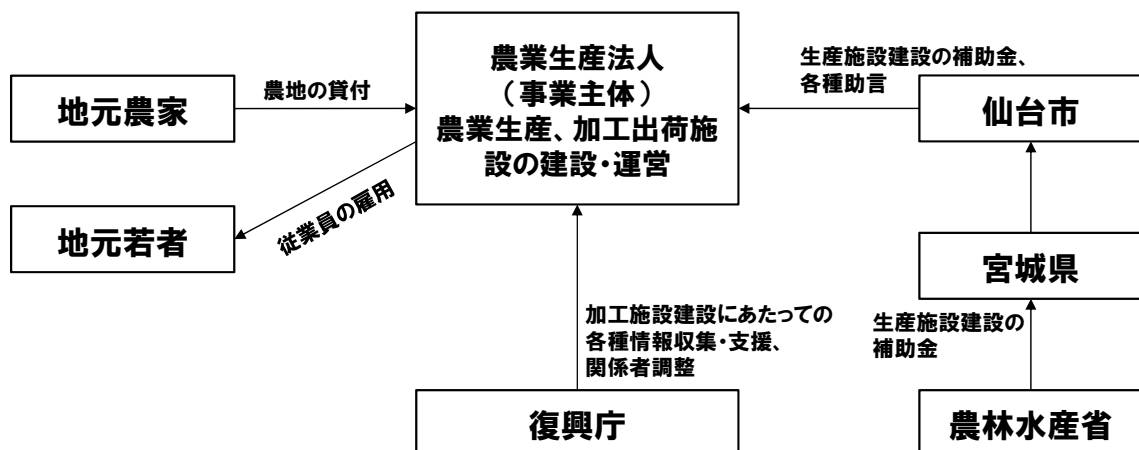 農業生産法人
（事業主体）
農業生産、加工出荷施
設の建設・運営
地元農家
農地の貸付
生産施設建設の補助金、
各種助言
仙台市
地元若者
従業員の雇用
宮城県
加工施設建設にあたっての
各種情報収集・支援、
関係者調整
生産施設建設の
補助金
復興庁
農林水産省